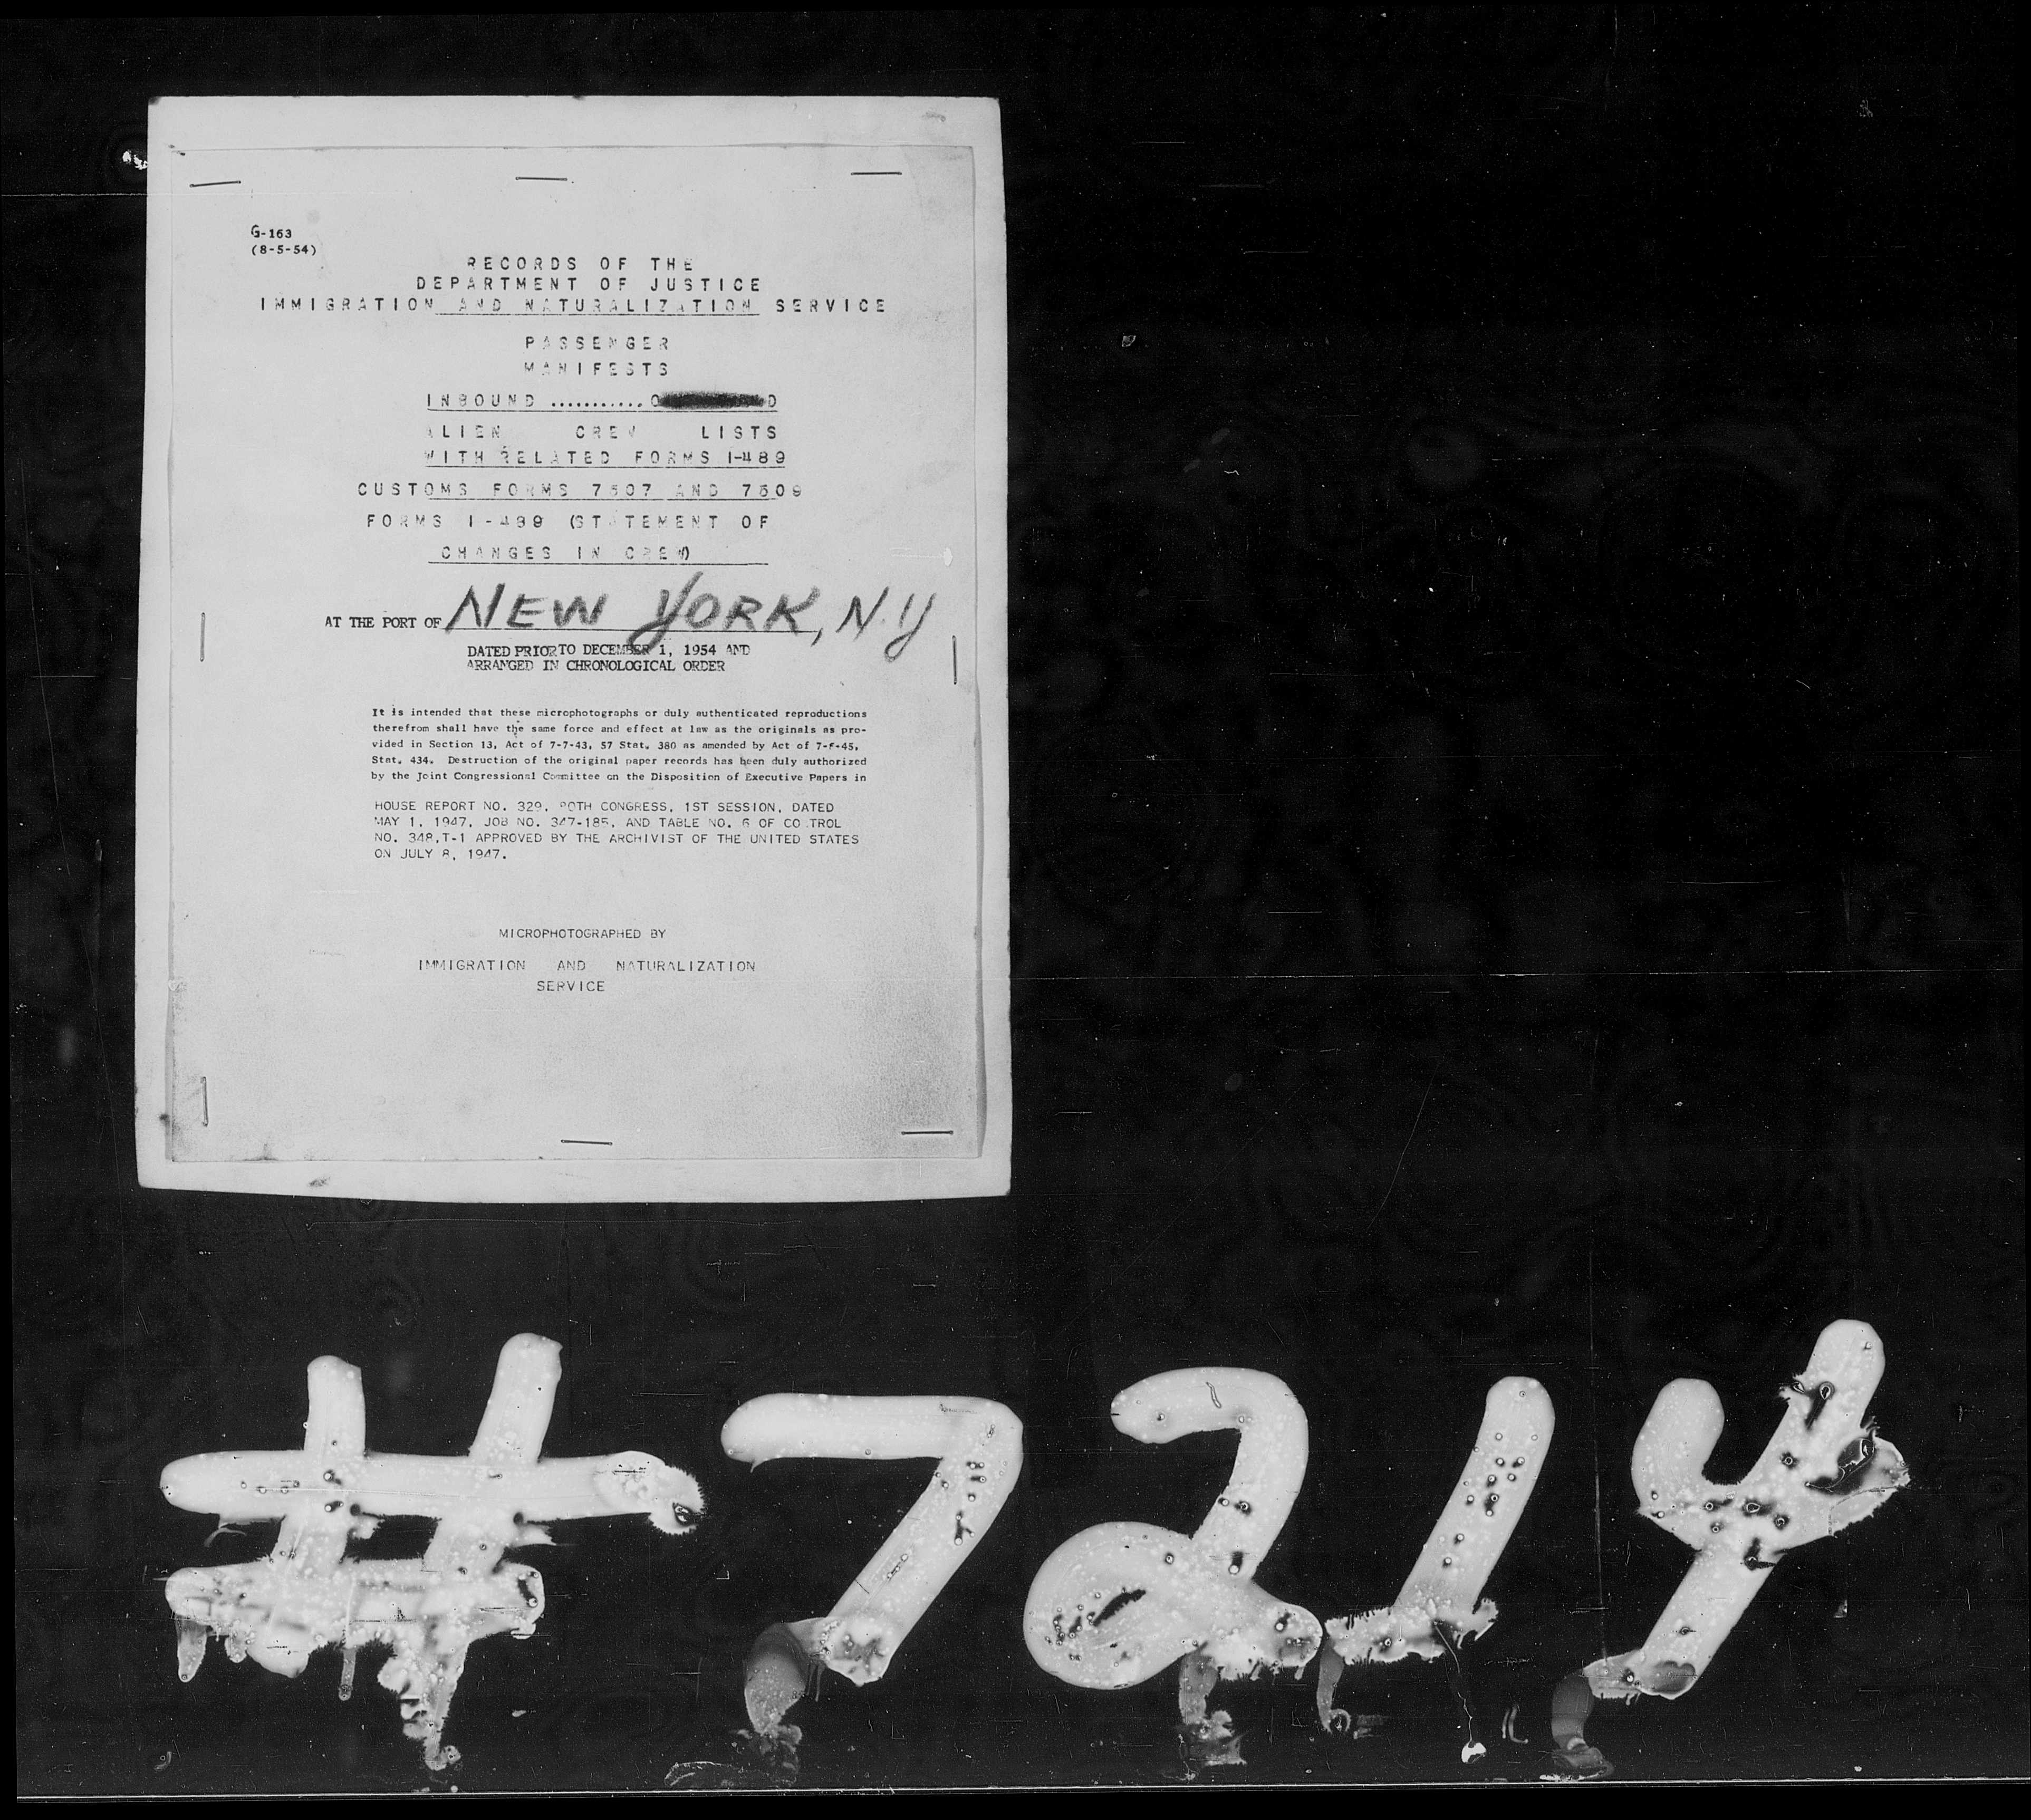 G-163
(8-5-54)
RECORDS OF THE
DEPARTMENT OF JUSTICE
IMMIGRATION AND NATURALIZATION SERVICE
PASSENGER
MANIFESTS
INBOUND ...........O D
ALIEN CREW LISTS
WITH RELATED FORMS I-489
CUSTOMS FORMS 7507 AND 7509
FORMS I-489 (STATEMENT OF
CHANGES IN CREW)
AT THE PORT OF NEW YORK, N.Y
DATED PRIOR TO DECEMBER 1, 1954 AND
ARRANGED IN CHRONOLOGICAL ORDER
It is intended that these microphotographs or duly authenticated reproductions
therefrom shall have the same force and effect at law as the originals as pro-
vided in Section 13, Act of 7-7-43, 57 Stat. 380 as amended by Act of
Stat. 434. Destruction of the original paper records has been duly authorized
by the Joint Congressional Committee on the Disposition of Executive Papers in
HOUSE REPORT NO. 329, 80TH CONGRESS, 1ST SESSION, DATED
MAY 1, 1947, JOB NO. 347-185, AND TABLE NO. 6 OF CONTROL
NO. 348,T-1 APPROVED BY THE ARCHIVIST OF THE UNITED STATES
ON JULY 8, 1947.
MICROPHOTOGRAPHED BY
IMMIGRATION AND NATURALIZATION
SERVICE
#7214